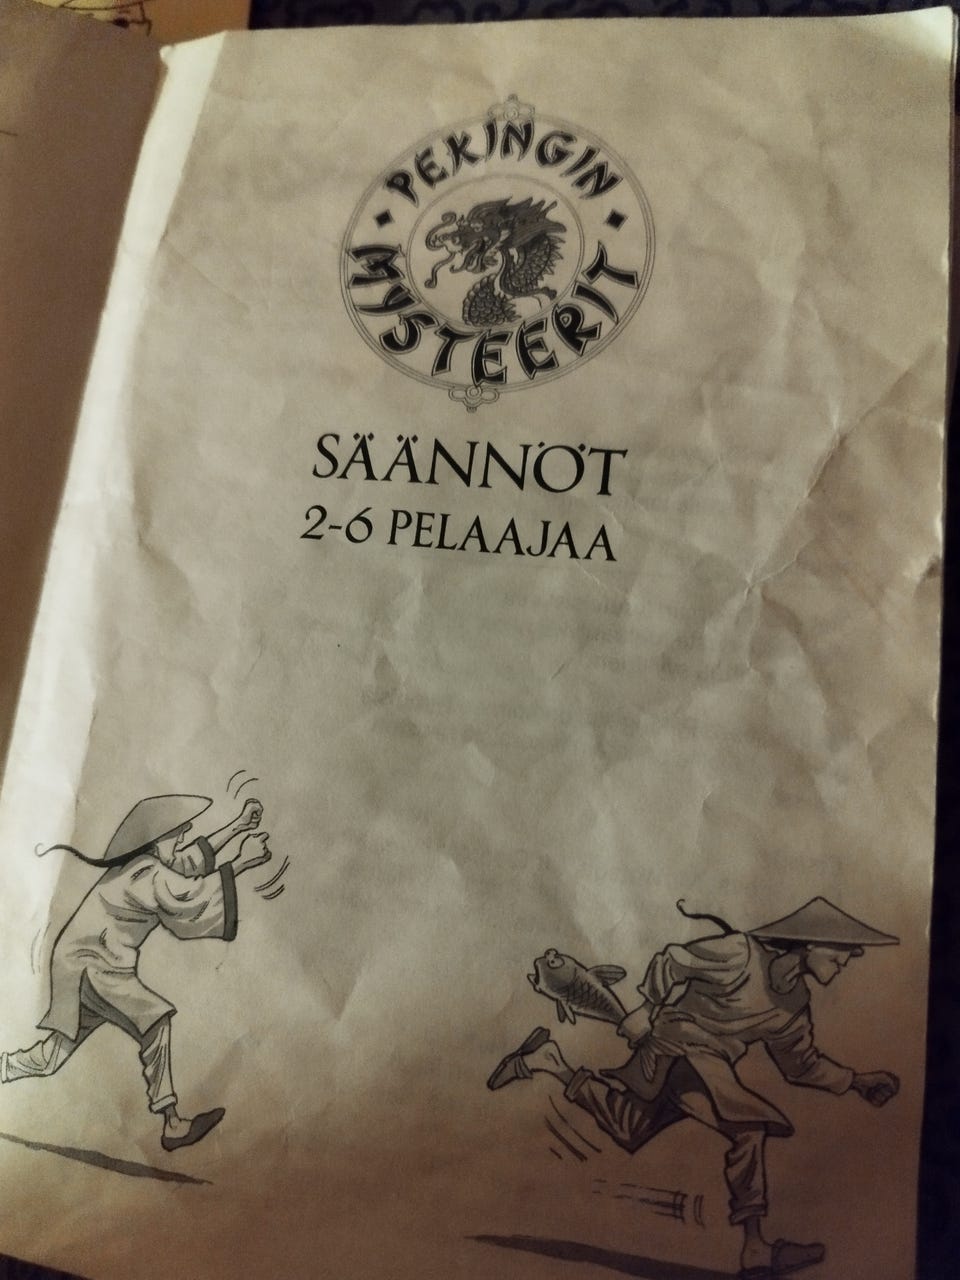 PEKINGIN
MYSTEERIT
SÄÄNNÖT
2-6 PELAAJAA